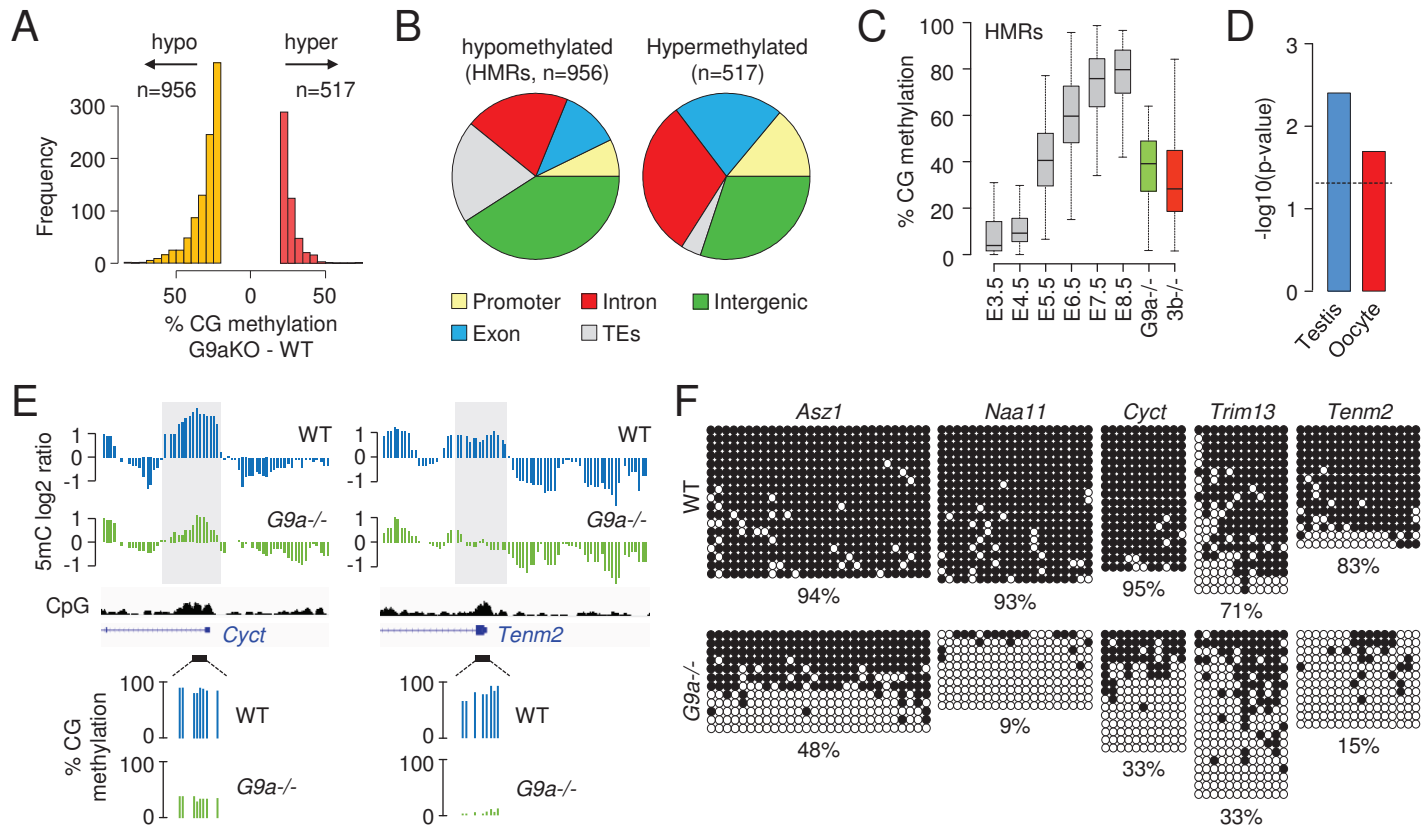 A
hypo
hyper
n=956
n=517
Frequency
300
200
100
0
50
0
50
% CG methylation
G9aKO - WT
B
hypomethylated
(HMRs, n=956)
Hypermethylated
(n=517)
Promoter
Intron
Intergenic
Exon
TEs
C
HMRs
% CG methylation
100
80
60
40
20
0
E3.5
E4.5
E5.5
E6.5
E7.5
E8.5
G9a-/-
3b-/-
D
-log10(p-value)
3
2
1
0
Testis
Oocyte
E
5mC log2 ratio
1
0
-1
WT
1
0
-1
G9a-/-
1
0
-1
WT
1
0
-1
G9a-/-
CpG
Cyct
Tenm2
% CG
methylation
100
0
WT
100
0
G9a-/-
100
0
WT
100
0
G9a-/-
F
Asz1
Naa11
Cyct
Trim13
Tenm2
WT
94%
93%
95%
71%
83%
G9a-/-
48%
9%
33%
33%
15%